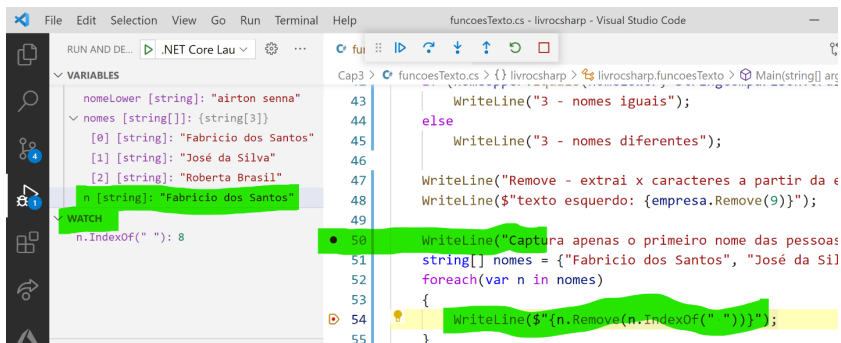 File Edit Selection View Go Run Terminal Help funcoesTexto.cs - livrocsharp - Visual Studio Code
RUN AND DE... .NET Core Lau
VARIABLES
nomeLower [string]: "airton senna"
nomes [string[]]: {string[3]}
[0] [string]: "Fabricio dos Santos"
[1] [string]: "José da Silva"
[2] [string]: "Roberta Brasil"
n [string]: "Fabricio dos Santos"
WATCH
n.IndexOf(" "): 8
4
1
Cap3 > funcoesTexto.cs > {} livrocsharp > livrocsharp.funcoesTexto > Main(string[]
43 WriteLine("3 - nomes iguais");
44 else
45 WriteLine("3 - nomes diferentes");
46
47 WriteLine("Remove - extrai x caracteres a partir da
48 WriteLine($"texto esquerdo: {empresa.Remove(9)}");
49
50 WriteLine("Captura apenas o primeiro nome das pessoas
51 string[] nomes = {"Fabricio dos Santos", "José da
52 foreach(var n in nomes)
53 {
54 WriteLine($"{n.Remove(n.IndexOf(" "))}");
55 }